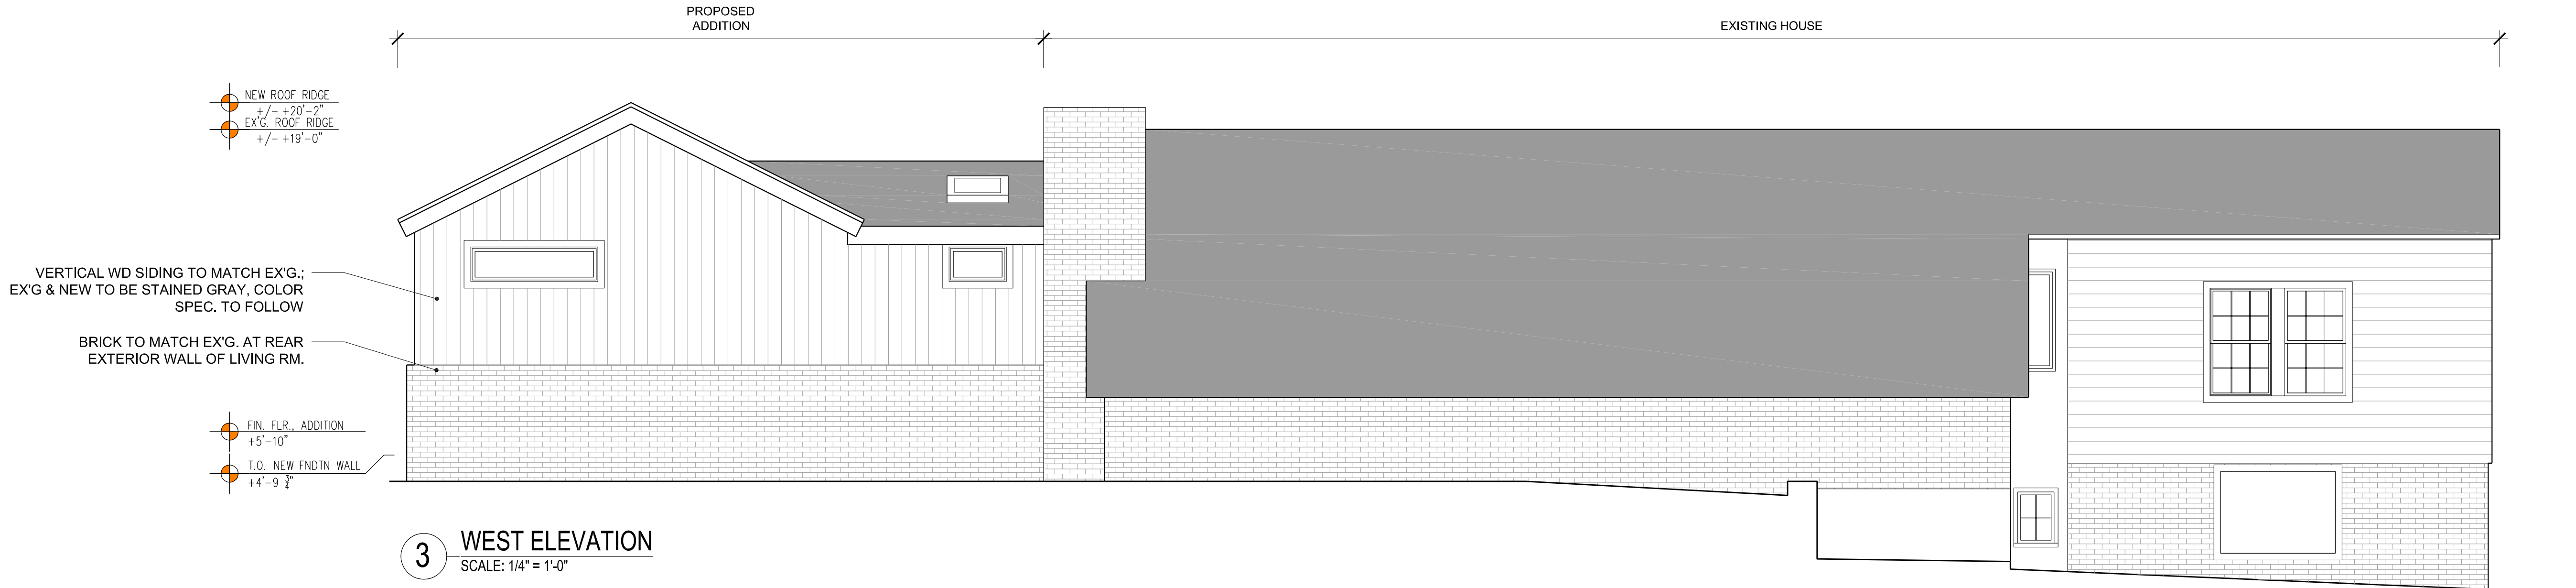 PROPOSED
ADDITION
EXISTING HOUSE
NEW ROOF RIDGE
+/- +20'-2"
EX'G. ROOF RIDGE
+/- +19'-0"
VERTICAL WD SIDING TO MATCH EX'G.;
EX'G & NEW TO BE STAINED GRAY, COLOR
SPEC. TO FOLLOW
BRICK TO MATCH EX'G. AT REAR
EXTERIOR WALL OF LIVING RM.
FIN. FLR., ADDITION
+5'-10"
T.O. NEW FNDTN WALL
+4'-9 3/4"
3
WEST ELEVATION
SCALE: 1/4" = 1'-0"